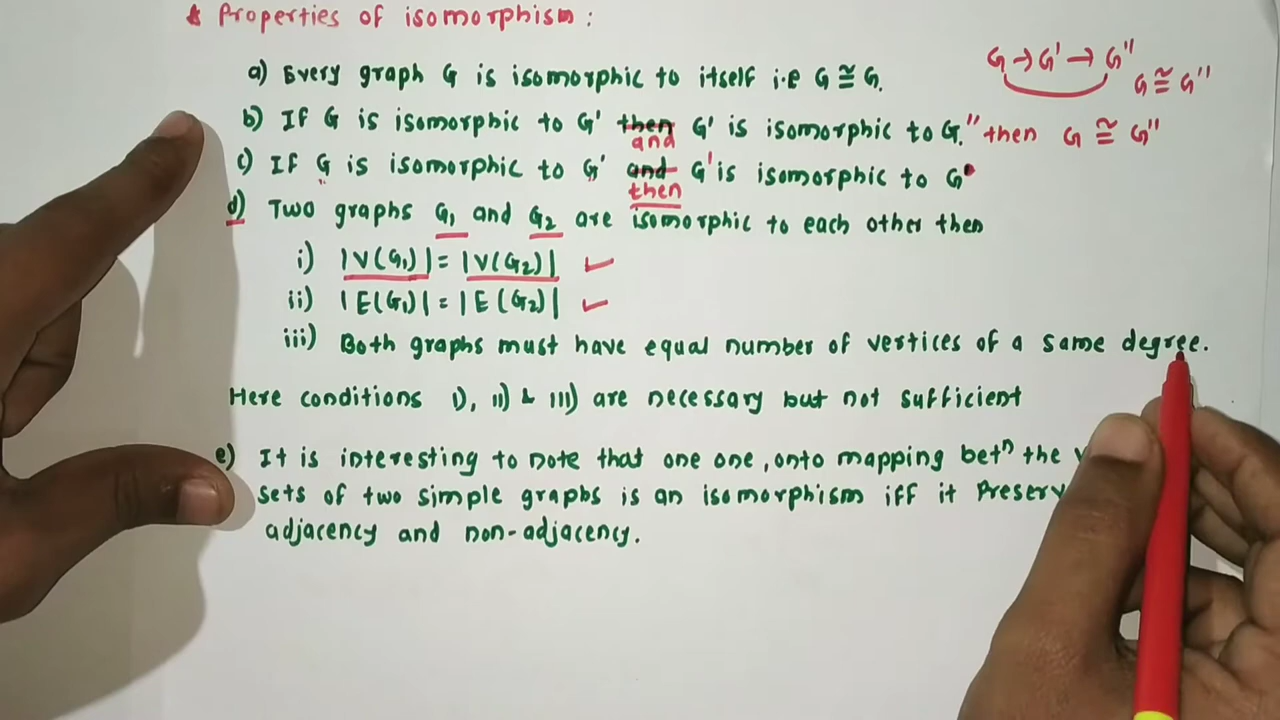 * Properties of isomorphism:
G → G' → G"
G ≅ G"
a) Every graph G is isomorphic to itself i.e G ≅ G.
b) If G is isomorphic to G' then and G' is isomorphic to G." then G ≅ G"
c) If G is isomorphic to G' and then G' is isomorphic to G
d) Two graphs G1 and G2 are isomorphic to each other then
i) |V(G1)| = |V(G2)| ✓
ii) |E(G1)| = |E(G2)| ✓
iii) Both graphs must have equal number of vertices of a same degree.
Here conditions I), II) & III) are necessary but not sufficient
e) It is interesting to note that one one, onto mapping betn the
sets of two simple graphs is an isomorphism iff it Preserv
adjacency and non-adjacency.